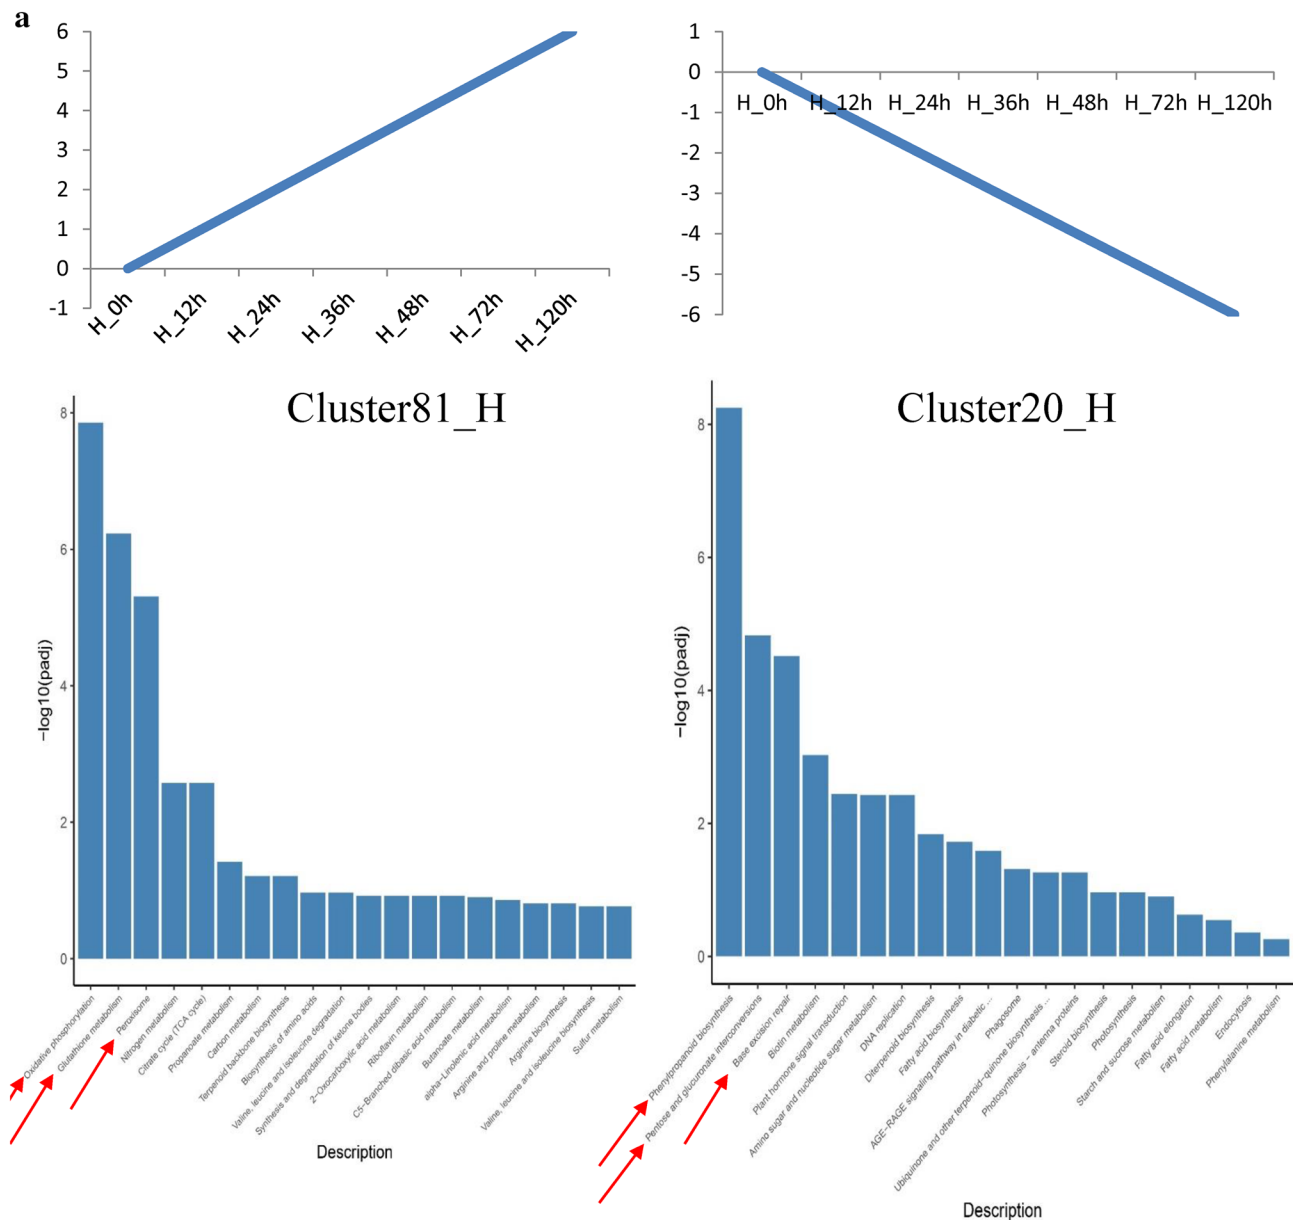 a
6
5
4
3
2
1
0
-1
H_0h
H_12h
H_24h
H_36h
H_48h
H_72h
H_120h
1
0
-1
-2
-3
-4
-5
-6
H_0h
H_12h
H_24h
H_36h
H_48h
H_72h
H_120h
Cluster81_H
8
6
4
2
0
−log10(padj)
Oxidative phosphorylation
Glutathione metabolism
Peroxisome
Nitrogen metabolism
Citrate cycle (TCA cycle)
Propanoate metabolism
Carbon metabolism
Terpenoid backbone biosynthesis
Biosynthesis of amino acids
Valine, leucine and isoleucine degradation
Synthesis and degradation of ketone bodies
2−Oxocarboxylic acid metabolism
Riboflavin metabolism
C5−Branched dibasic acid metabolism
Butanoate metabolism
alpha−Linolenic acid metabolism
Arginine and proline metabolism
Arginine biosynthesis
Valine, leucine and isoleucine biosynthesis
Sulfur metabolism
Description
Cluster20_H
8
6
4
2
0
−log10(padj)
Phenylpropanoid biosynthesis
Pentose and glucuronate interconversions
Base excision repair
Biotin metabolism
Plant hormone signal transduction
Amino sugar and nucleotide sugar metabolism
DNA replication
Diterpenoid biosynthesis
Fatty acid biosynthesis
AGE−RAGE signaling pathway in diabetic ...
Phagosome
Ubiquinone and other terpenoid−quinone biosynthesis ...
Photosynthesis − antenna proteins
Steroid biosynthesis
Photosynthesis
Starch and sucrose metabolism
Fatty acid elongation
Fatty acid metabolism
Endocytosis
Phenylalanine metabolism
Description